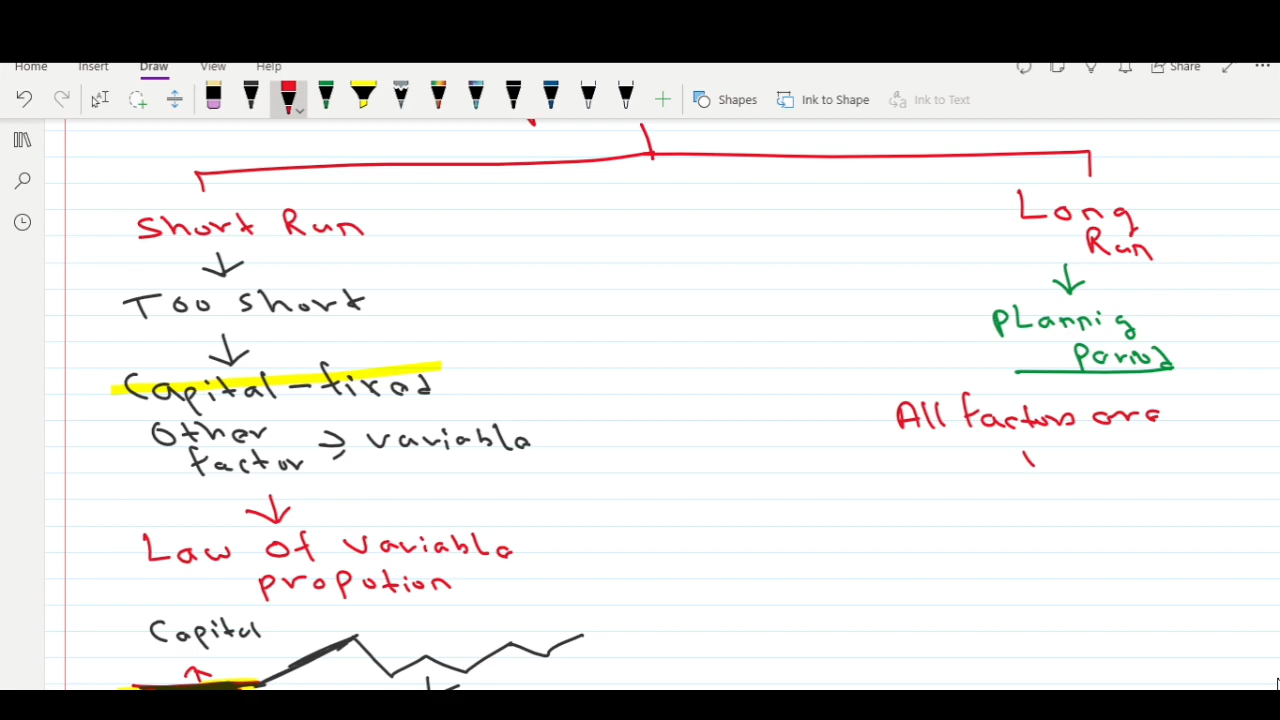 Home Insert Draw View Help
Share
Shapes Ink to Shape Ink to Text
Short Run
Too short
Capital - fixed
Other
factor
variable
Law of variable
propotion
Capital
Long
Run
pLannig
period
All factors are